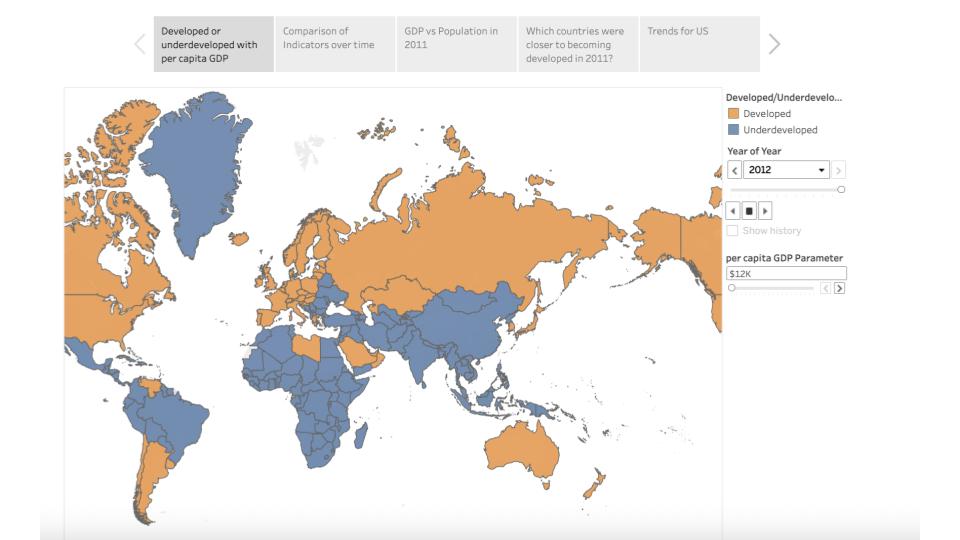 Developed or
underdeveloped with
per capita GDP
Comparison of
Indicators over time
GDP vs Population in
2011
Which countries were
closer to becoming
developed in 2011?
Trends for US
Developed/Underdevelo...
Developed
Underdeveloped
Year of Year
2012
Show history
per capita GDP Parameter
$12K